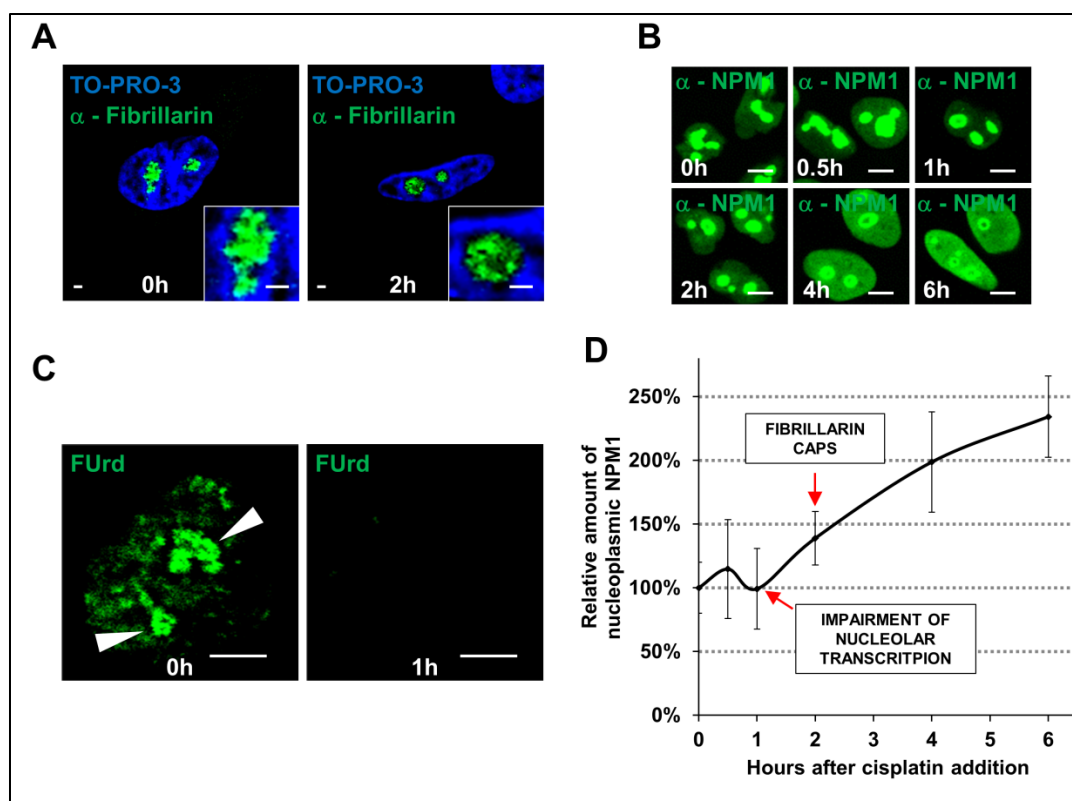 A
TO-PRO-3
α - Fibrillarin
0h
TO-PRO-3
α - Fibrillarin
2h
B
α - NPM1
0h
α - NPM1
0.5h
α - NPM1
1h
α - NPM1
2h
α - NPM1
4h
α - NPM1
6h
C
FUrd
0h
FUrd
1h
D
Relative amount of
nucleoplasmic NPM1
250%
200%
150%
100%
50%
0%
FIBRILLARIN
CAPS
IMPAIRMENT OF
NUCLEOLAR
TRANSCRITPION
0 1 2 3 4 5 6
Hours after cisplatin addition